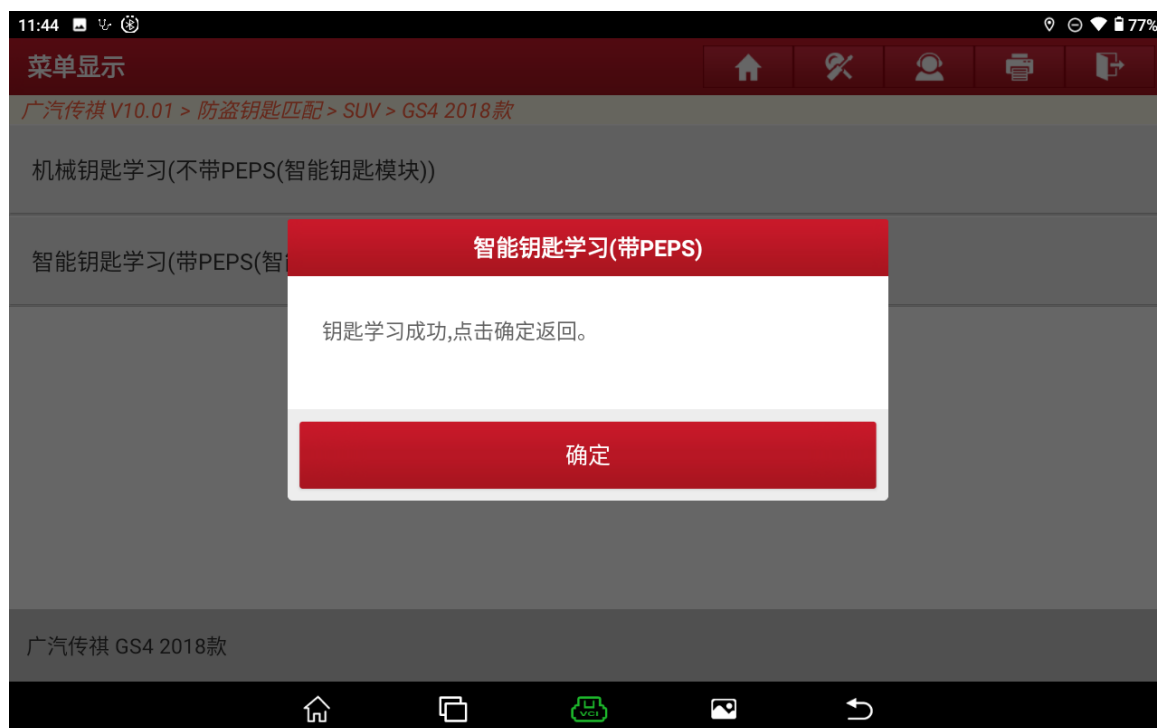 11:44
77%
菜单显示
广汽传祺 V10.01 > 防盗钥匙匹配 > SUV > GS4 2018款
机械钥匙学习(不带PEPS(智能钥匙模块))
智能钥匙学习(带PEPS(智
智能钥匙学习(带PEPS)
钥匙学习成功,点击确定返回。
确定
广汽传祺 GS4 2018款
VCI